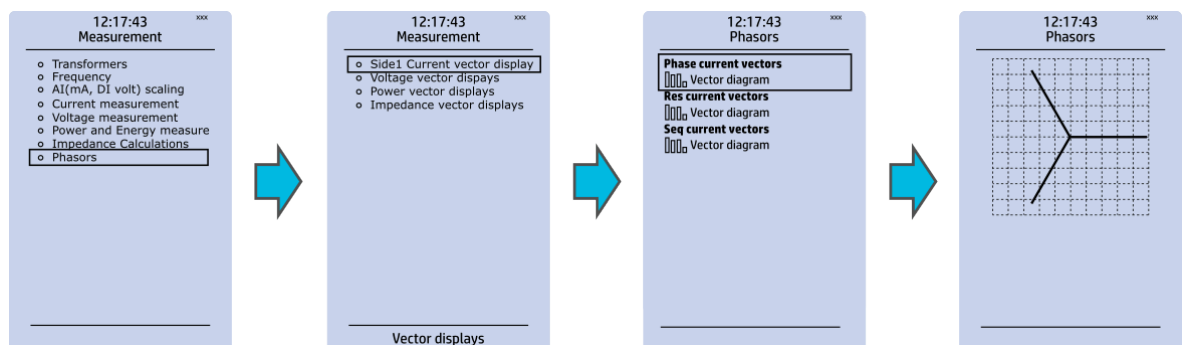 12:17:43 xxx
Measurement
Transformers
Frequency
AI(mA, DI volt) scaling
Current measurement
Voltage measurement
Power and Energy measure
Impedance Calculations
Phasors
12:17:43 xxx
Measurement
Side1 Current vector display
Voltage vector dispays
Power vector displays
Impedance vector displays
Vector displays
12:17:43 xxx
Phasors
Phase current vectors
Vector diagram
Res current vectors
Vector diagram
Seq current vectors
Vector diagram
12:17:43 xxx
Phasors